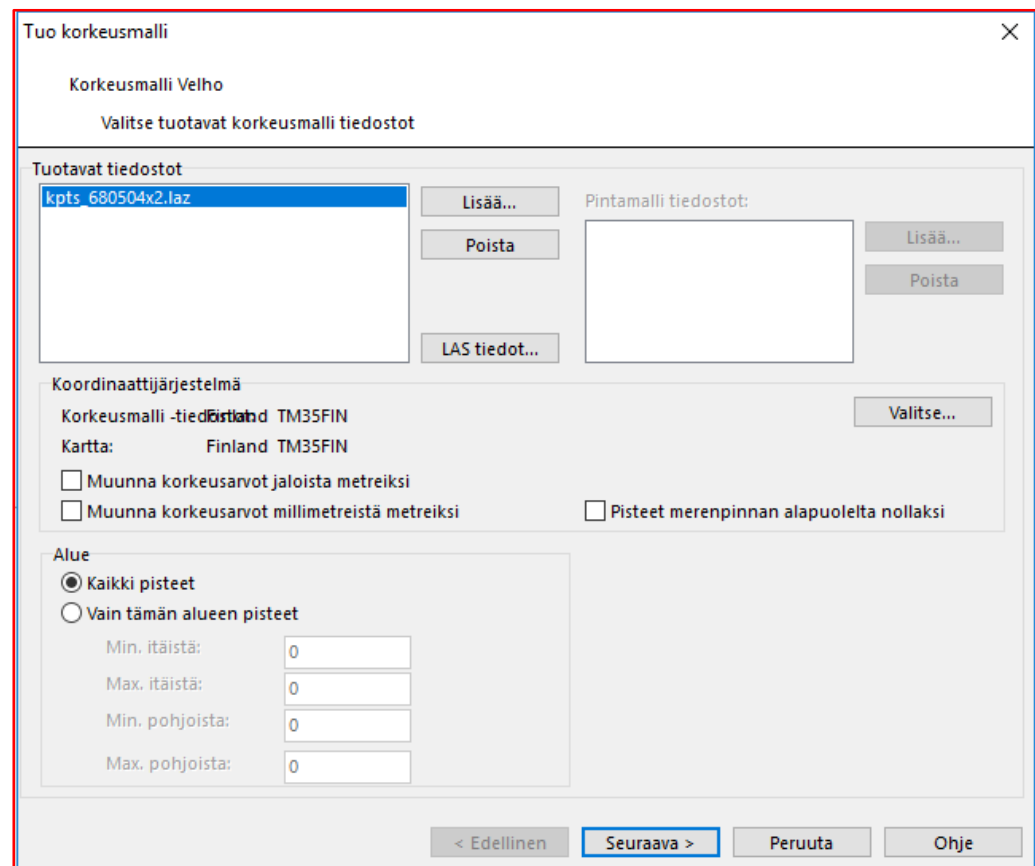 Tuo korkeusmalli
Korkeusmalli Velho
Valitse tuotavat korkeusmalli tiedostot
Tuotavat tiedostot
kpts_680504x2.laz
Lisää...
Poista
LAS tiedot...
Pintamalli tiedostot:
Lisää...
Poista
Koordinaattijärjestelmä
Korkeusmalli -tiedostot: Finland TM35FIN
Valitse...
Kartta: Finland TM35FIN
Muunna korkeusarvot jaloista metreiksi
Muunna korkeusarvot millimetreistä metreiksi
Pisteet merenpinnan alapuolelta nollaksi
Alue
Kaikki pisteet
Vain tämän alueen pisteet
Min. itäistä: 0
Max. itäistä: 0
Min. pohjoista: 0
Max. pohjoista: 0
< Edellinen
Seuraava >
Peruuta
Ohje